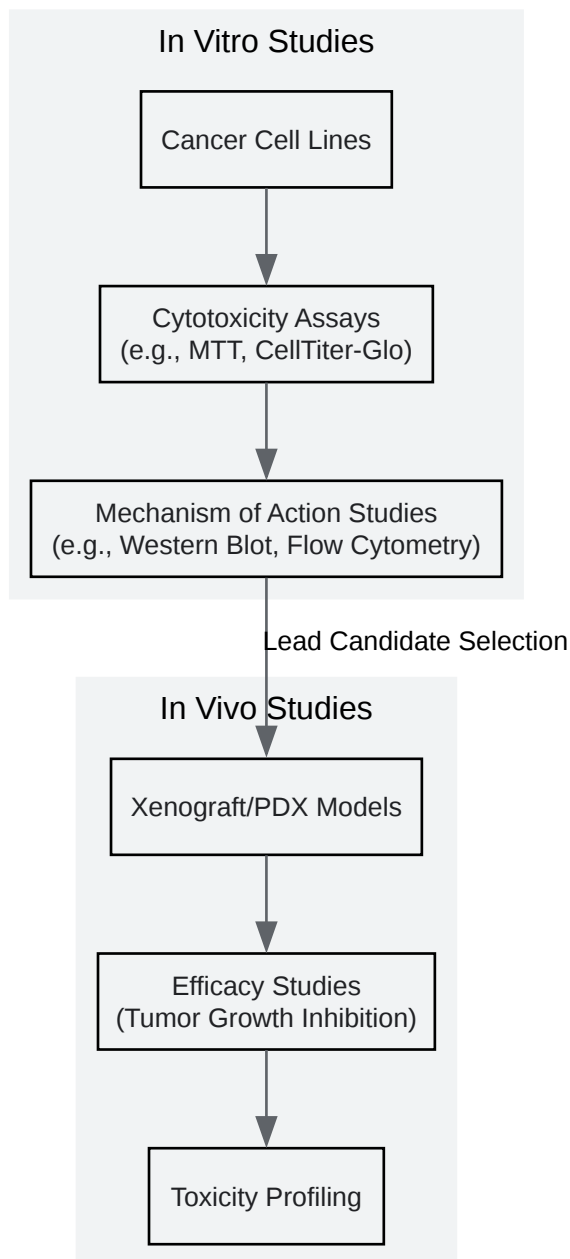 In Vitro Studies
Cancer Cell Lines
Cytotoxicity Assays
(e.g., MTT, CellTiter-Glo)
Mechanism of Action Studies
(e.g., Western Blot, Flow Cytometry)
Lead Candidate Selection
In Vivo Studies
Xenograft/PDX Models
Efficacy Studies
(Tumor Growth Inhibition)
Toxicity Profiling